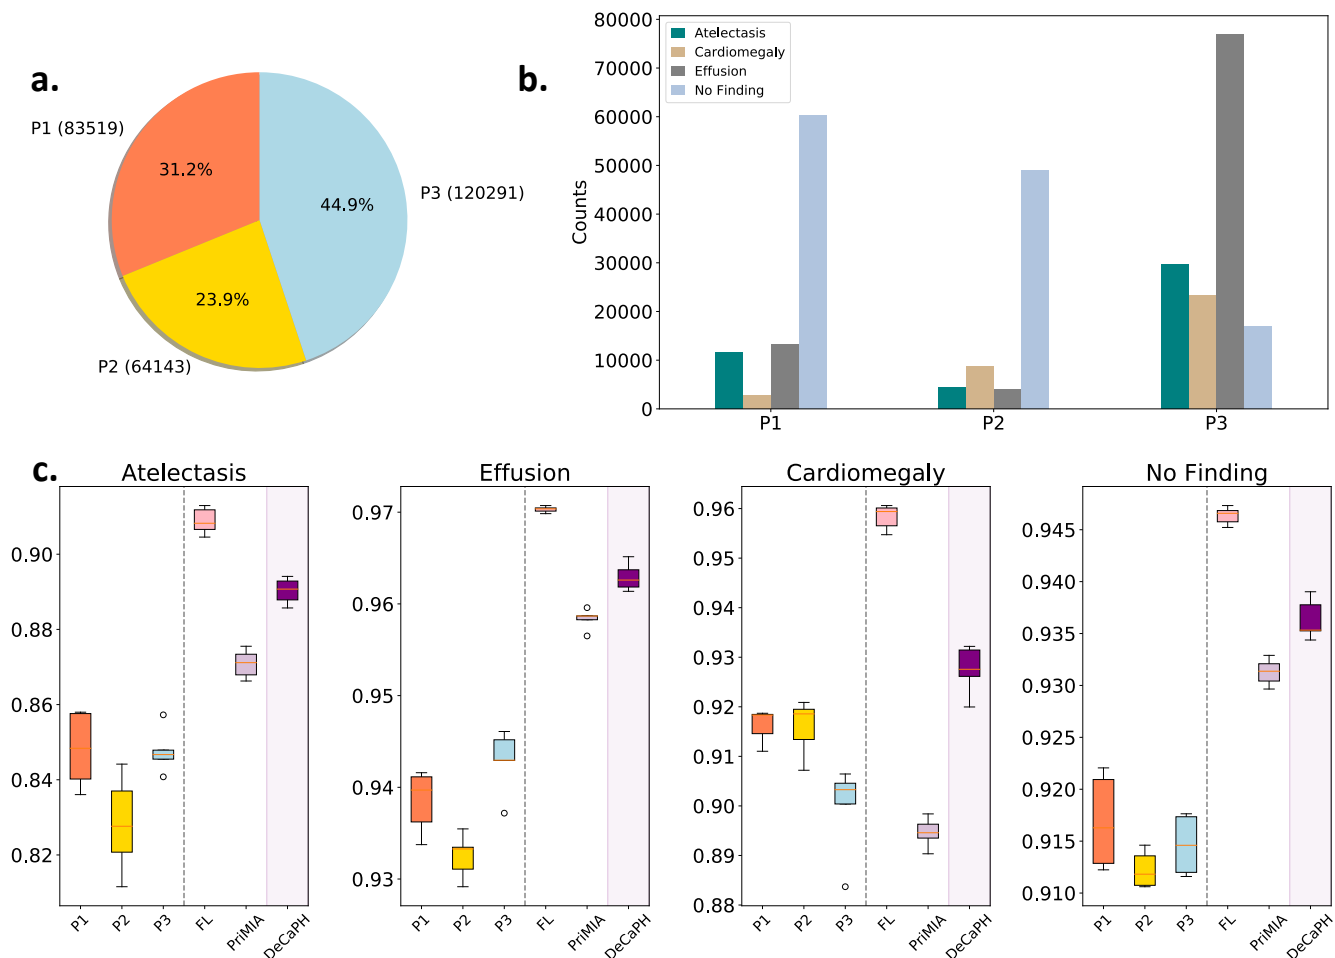 a.
P1 (83519)
31.2%
P3 (120291)
44.9%
23.9%
P2 (64143)
b.
Atelectasis
Cardiomegaly
Effusion
No Finding
Counts
80000
70000
60000
50000
40000
30000
20000
10000
0
P1 P2 P3
c.
Atelectasis
0.90
0.88
0.86
0.84
0.82
P1 P2 P3 FL PriMIA DeCaPH
Effusion
0.97
0.96
0.95
0.94
0.93
P1 P2 P3 FL PriMIA DeCaPH
Cardiomegaly
0.96
0.95
0.94
0.93
0.92
0.91
0.90
0.89
0.88
P1 P2 P3 FL PriMIA DeCaPH
No Finding
0.945
0.940
0.935
0.930
0.925
0.920
0.915
0.910
P1 P2 P3 FL PriMIA DeCaPH